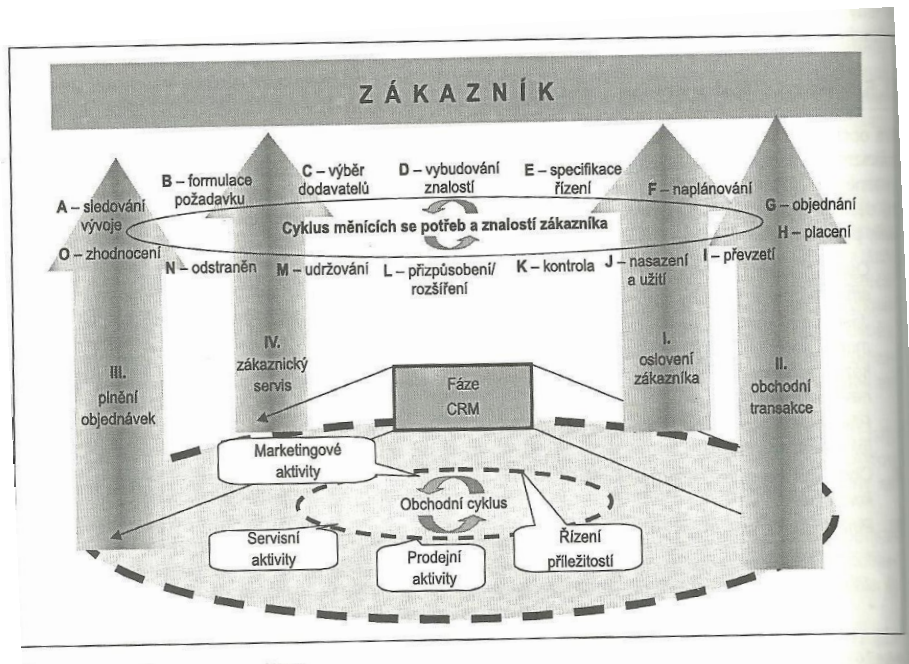 ZÁKAZNÍK
A – sledování
vývoje
B – formulace
požadavku
C – výběr
dodavatelů
D – vybudování
znalostí
E – specifikace
řízení
F – naplánování
G – objednání
H – placení
Cyklus měnících se potřeb a znalostí zákazníka
O – zhodnocení
N – odstraněn
M – udržování
L – přizpůsobení/
rozšíření
K – kontrola
J – nasazení
a užití
I – převzetí
III.
plnění
objednávek
IV.
zákaznický
servis
Fáze
CRM
I.
oslovení
zákazníka
II.
obchodní
transakce
Marketingové
aktivity
Obchodní cyklus
Servisní
aktivity
Prodejní
aktivity
Řízení
příležitostí